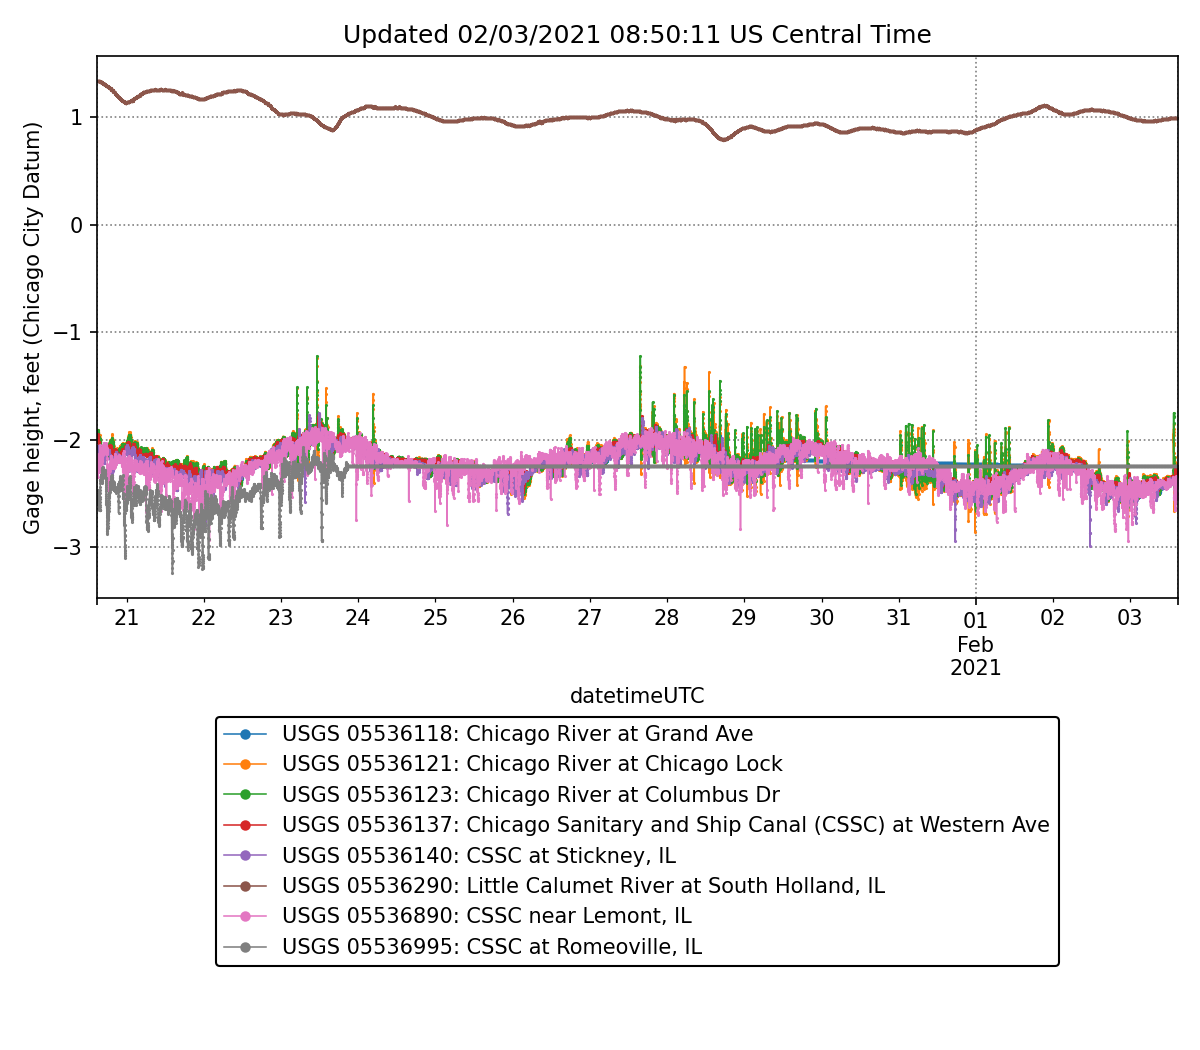 Updated 02/03/2021 08:50:11 US Central Time
Gage height, feet (Chicago City Datum)
1
0
−1
−2
−3
21 22 23 24 25 26 27 28 29 30 31 01 02 03
Feb
2021
datetimeUTC
USGS 05536118: Chicago River at Grand Ave
USGS 05536121: Chicago River at Chicago Lock
USGS 05536123: Chicago River at Columbus Dr
USGS 05536137: Chicago Sanitary and Ship Canal (CSSC) at Western Ave
USGS 05536140: CSSC at Stickney, IL
USGS 05536290: Little Calumet River at South Holland, IL
USGS 05536890: CSSC near Lemont, IL
USGS 05536995: CSSC at Romeoville, IL